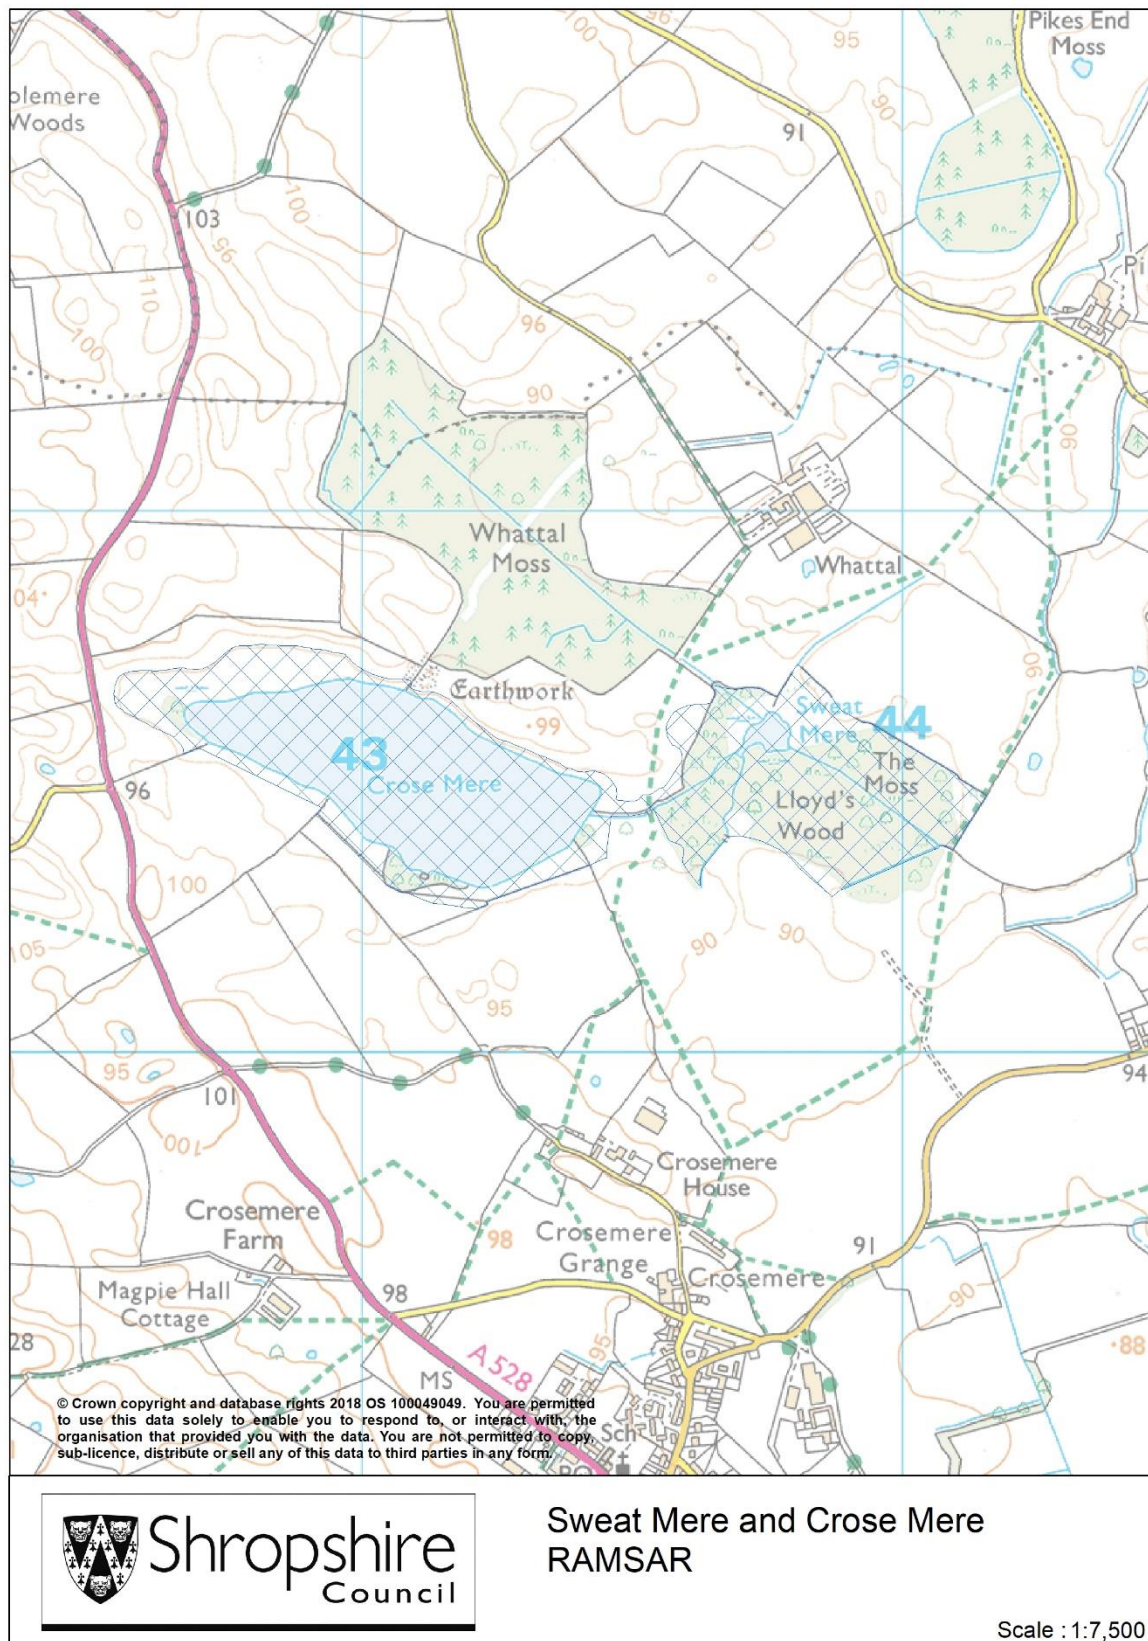 Pikes End
Moss
100
95
95
olemere
Woods
90
91
103
100
95
110
Pi
100
96
90
90
Whattal
Moss
Whattal
04
Earthwork
99
90
Sweat
Mere
44
The
Moss
43
Crose Mere
Lloyd's
Wood
96
100
90
90
105
95
95
94
101
100
Crosemere
House
Crosemere
Farm
98
Crosemere
Grange
91
Crosemere
Magpie Hall
Cottage
98
90
28
95
88
A 528
MS
© Crown copyright and database rights 2018 OS 100049049. You are permitted
to use this data solely to enable you to respond to, or interact with, the
organisation that provided you with the data. You are not permitted to copy,
sub-licence, distribute or sell any of this data to third parties in any form.
Sch
Shropshire
Council
Sweat Mere and Crose Mere
RAMSAR
Scale : 1:7,500